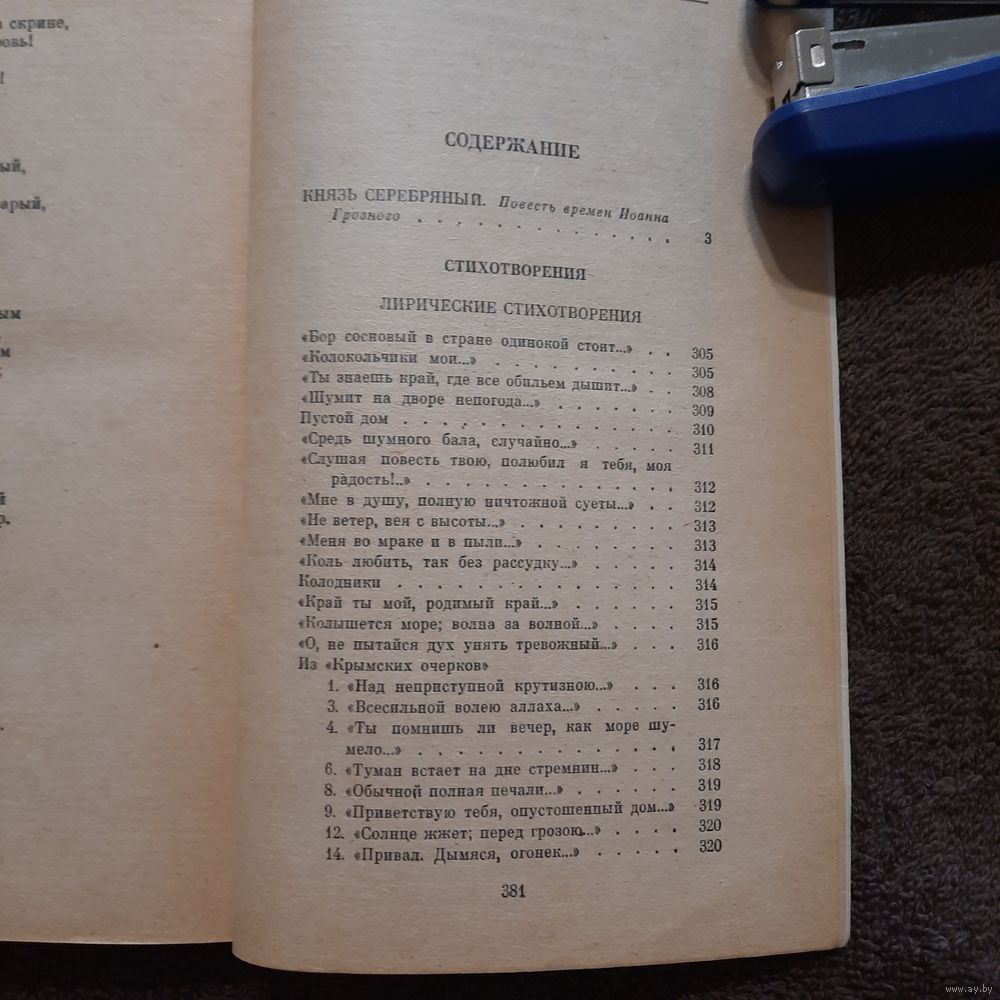 скрине,
СОДЕРЖАНИЕ
КНЯЗЬ СЕРЕБРЯНЫЙ. Повесть времен Иоанна
Грозного . . . . . . . . . . . . . 3
СТИХОТВОРЕНИЯ
ЛИРИЧЕСКИЕ СТИХОТВОРЕНИЯ
«Бор сосновый в стране одинокой стоит...» . . 305
«Колокольчики мои...» . . . . . . . . . 305
«Ты знаешь край, где все обильем дышит...» . . 308
«Шумит на дворе непогода...» . . . . . . 309
Пустой дом . . . . . . . . . . . . 310
«Средь шумного бала, случайно...» . . . . . 311
«Слушая повесть твою, полюбил я тебя, моя
радость!..» . . . . . . . . . . . . 312
«Мне в душу, полную ничтожной суеты...» . . 312
«Не ветер, вея с высоты...» . . . . . . . . 313
«Меня во мраке и в пыли...» . . . . . . . 313
«Коль любить, так без рассудку...» . . . . . 314
Колодники . . . . . . . . . . . . . 314
«Край ты мой, родимый край...» . . . . . . 315
«Колышется море; волна за волной...» . . . . 315
«О, не пытайся дух унять тревожный...» . . . 316
Из «Крымских очерков»
1. «Над неприступной крутизною...» . . . 316
3. «Всесильной волею аллаха...» . . . . . 316
4. «Ты помнишь ли вечер, как море шу-
мело...» . . . . . . . . . . . . . 317
6. «Туман встает на дне стремнин...» . . . 318
8. «Обычной полная печали...» . . . . . 319
9. «Приветствую тебя, опустошенный дом...» 319
12. «Солнце жжет; перед грозою...» . . . . 320
14. «Привал. Дымяся, огонек...» . . . . . 320
381
www.ay.by